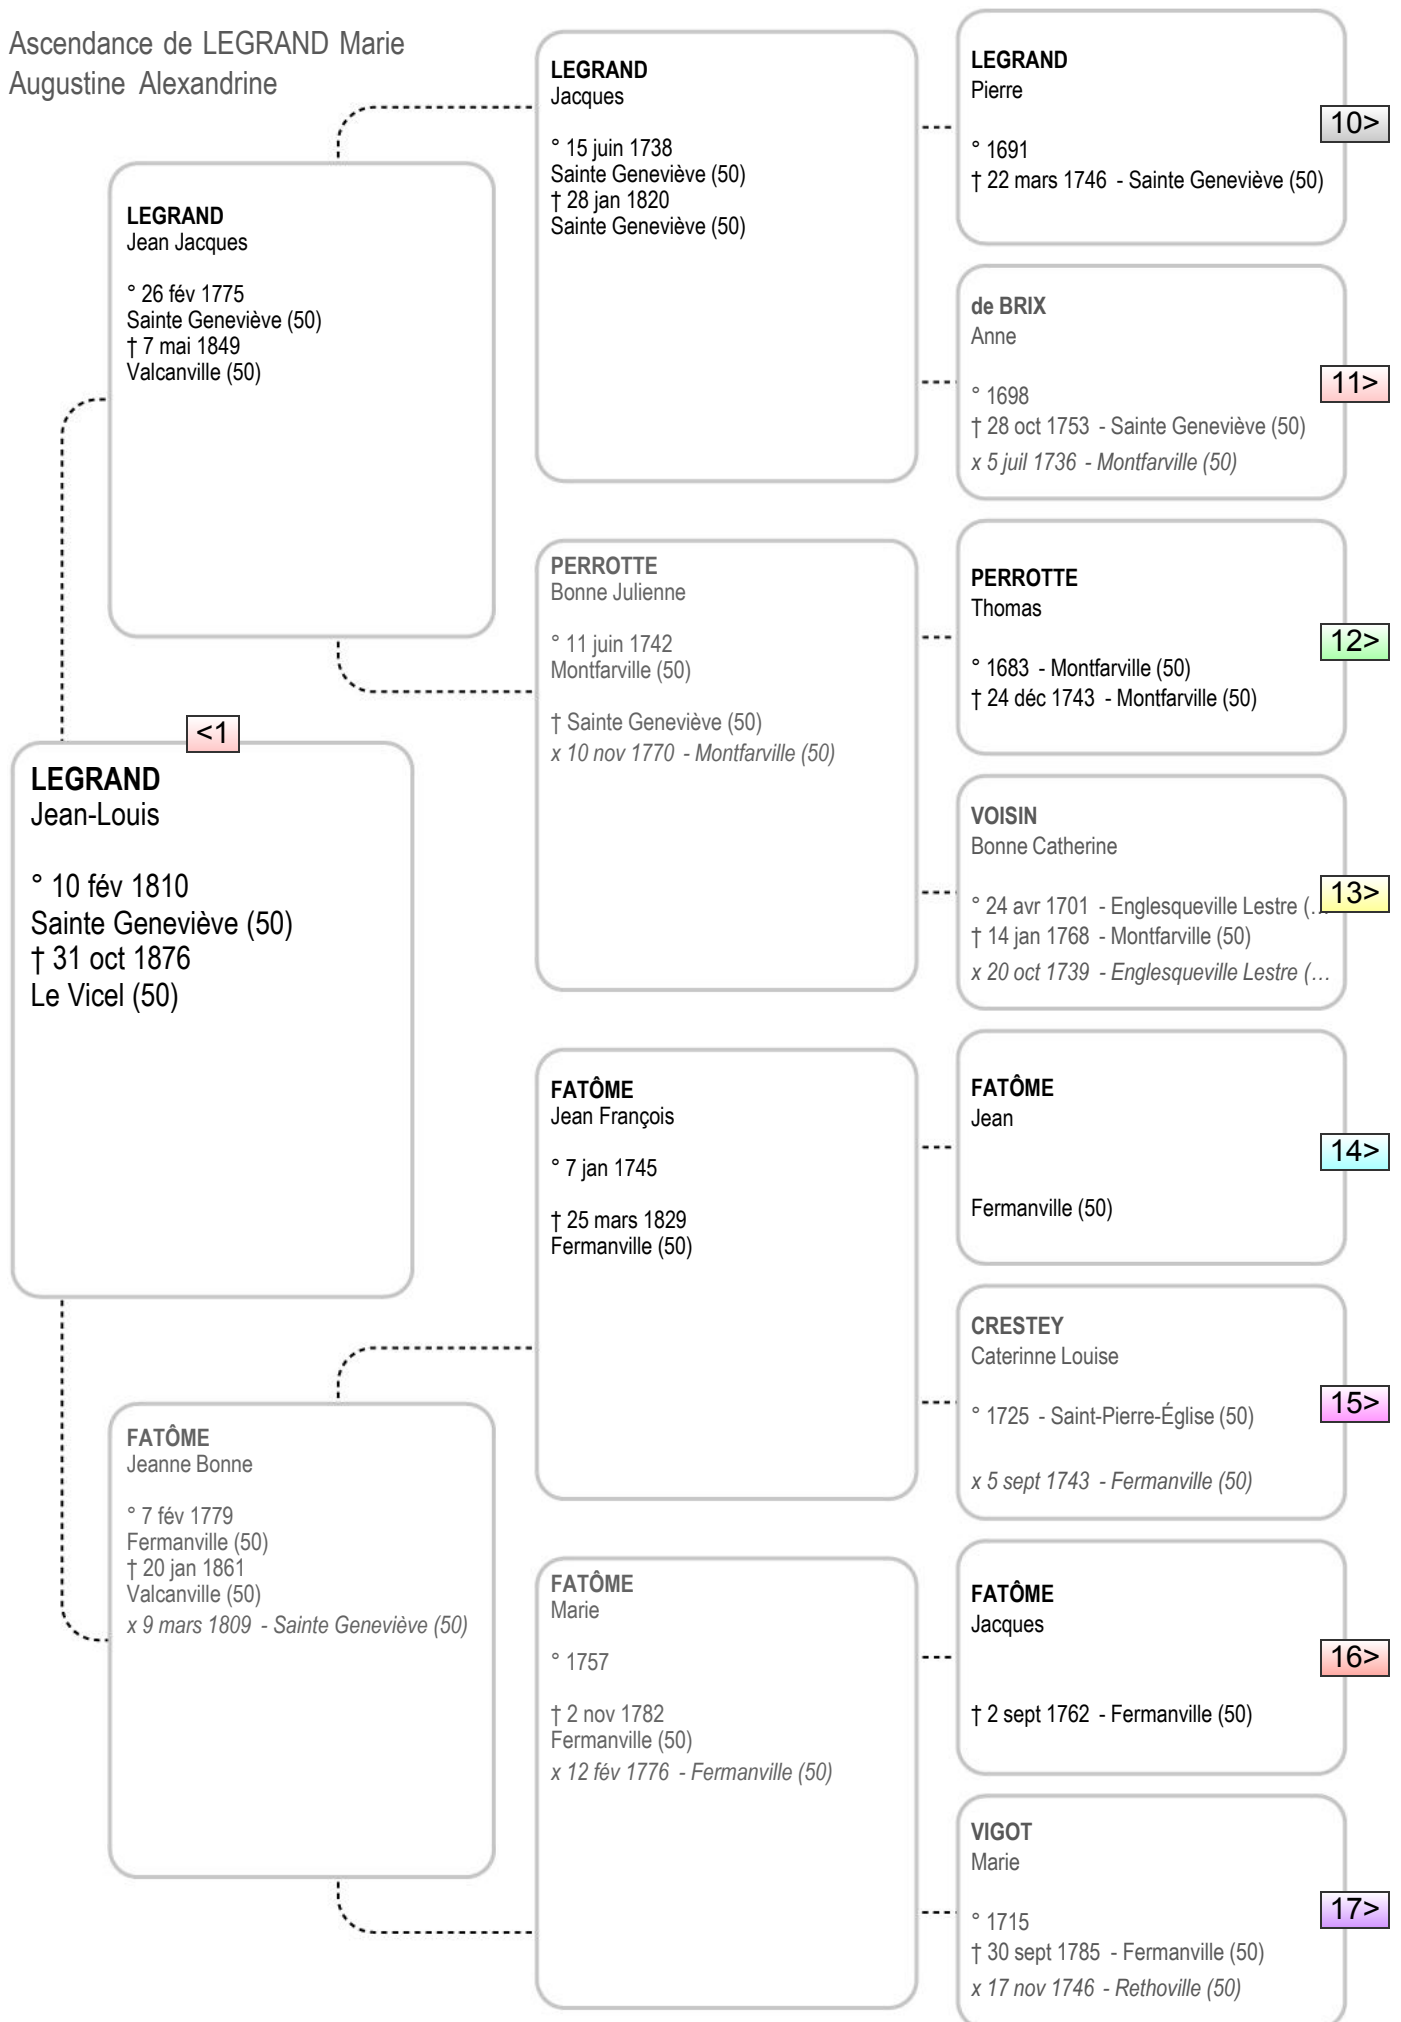 Ascendance de LEGRAND Marie
Augustine Alexandrine
<1
LEGRAND
Jean-Louis
° 10 fév 1810
Sainte Geneviève (50)
† 31 oct 1876
Le Vicel (50)
LEGRAND
Jean Jacques
° 26 fév 1775
Sainte Geneviève (50)
† 7 mai 1849
Valcanville (50)
FATÔME
Jeanne Bonne
° 7 fév 1779
Fermanville (50)
† 20 jan 1861
Valcanville (50)
x 9 mars 1809 - Sainte Geneviève (50)
LEGRAND
Jacques
° 15 juin 1738
Sainte Geneviève (50)
† 28 jan 1820
Sainte Geneviève (50)
PERROTTE
Bonne Julienne
° 11 juin 1742
Montfarville (50)
† Sainte Geneviève (50)
x 10 nov 1770 - Montfarville (50)
FATÔME
Jean François
° 7 jan 1745
† 25 mars 1829
Fermanville (50)
FATÔME
Marie
° 1757
† 2 nov 1782
Fermanville (50)
x 12 fév 1776 - Fermanville (50)
LEGRAND
Pierre
° 1691
† 22 mars 1746 - Sainte Geneviève (50)
10>
de BRIX
Anne
° 1698
† 28 oct 1753 - Sainte Geneviève (50)
x 5 juil 1736 - Montfarville (50)
11>
PERROTTE
Thomas
° 1683 - Montfarville (50)
† 24 déc 1743 - Montfarville (50)
12>
VOISIN
Bonne Catherine
° 24 avr 1701 - Englesqueville Lestre (…
† 14 jan 1768 - Montfarville (50)
x 20 oct 1739 - Englesqueville Lestre (…
13>
FATÔME
Jean
Fermanville (50)
14>
CRESTEY
Caterinne Louise
° 1725 - Saint-Pierre-Église (50)
x 5 sept 1743 - Fermanville (50)
15>
FATÔME
Jacques
† 2 sept 1762 - Fermanville (50)
16>
VIGOT
Marie
° 1715
† 30 sept 1785 - Fermanville (50)
x 17 nov 1746 - Rethoville (50)
17>